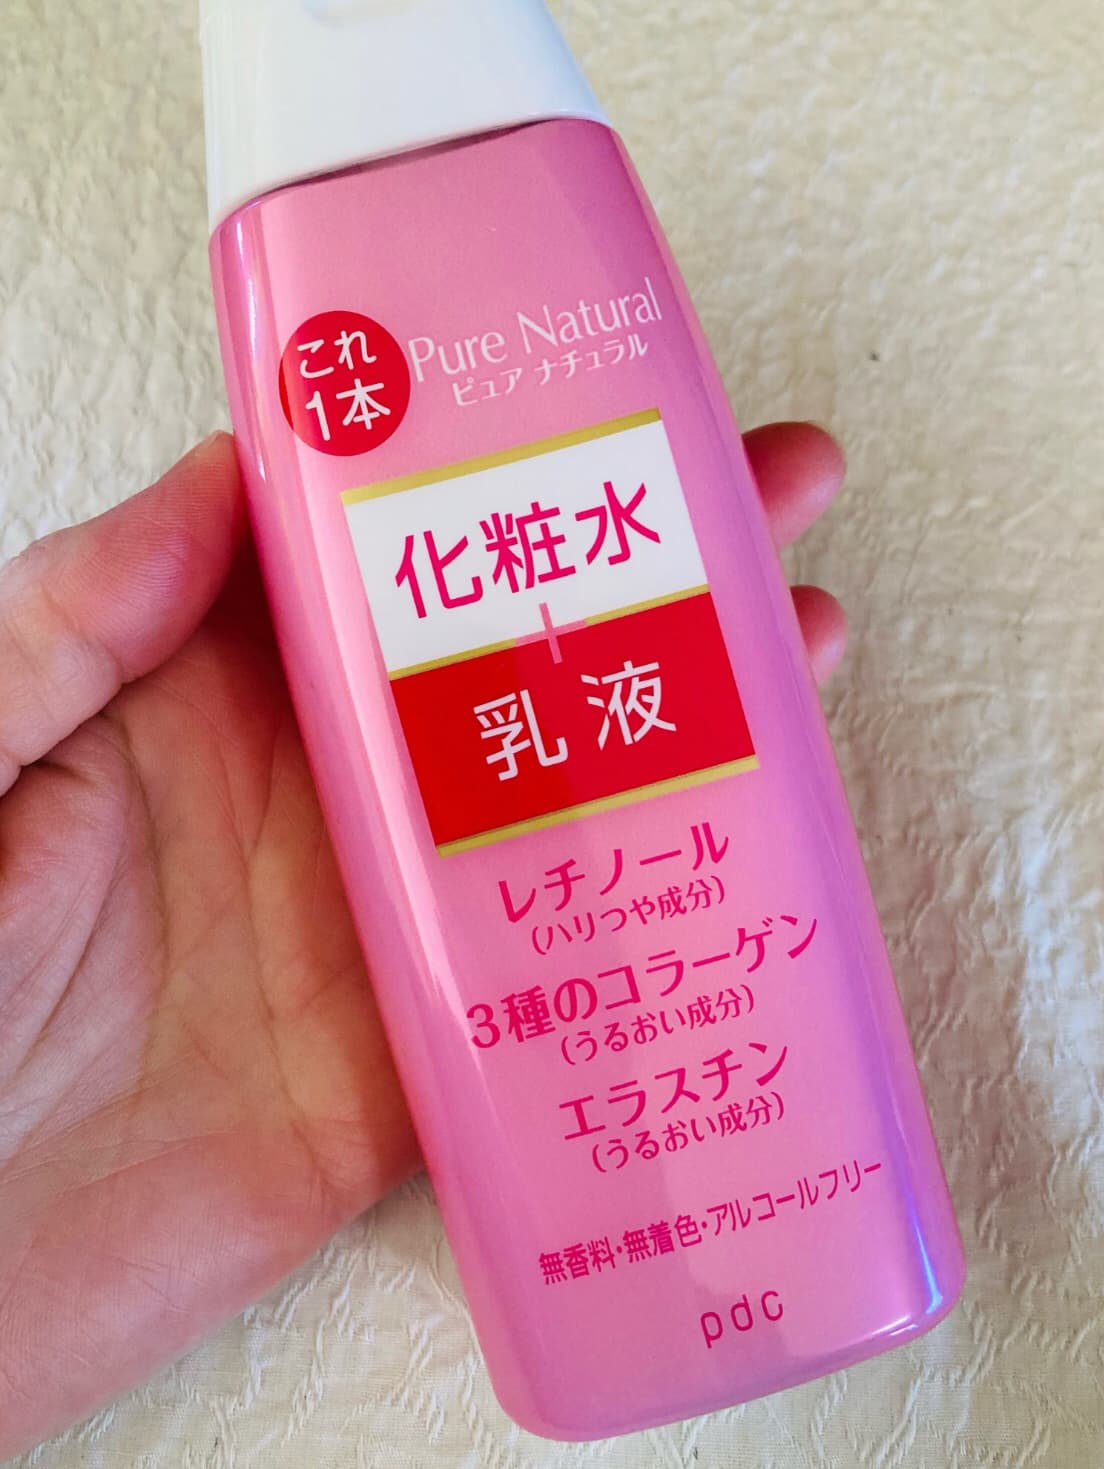 これ
1本
Pure Natural
ピュア ナチュラル
化粧水
+
乳液
レチノール
(ハリつや成分)
3種のコラーゲン
(うるおい成分)
エラスチン
(うるおい成分)
無香料・無着色・アルコールフリー
pdc